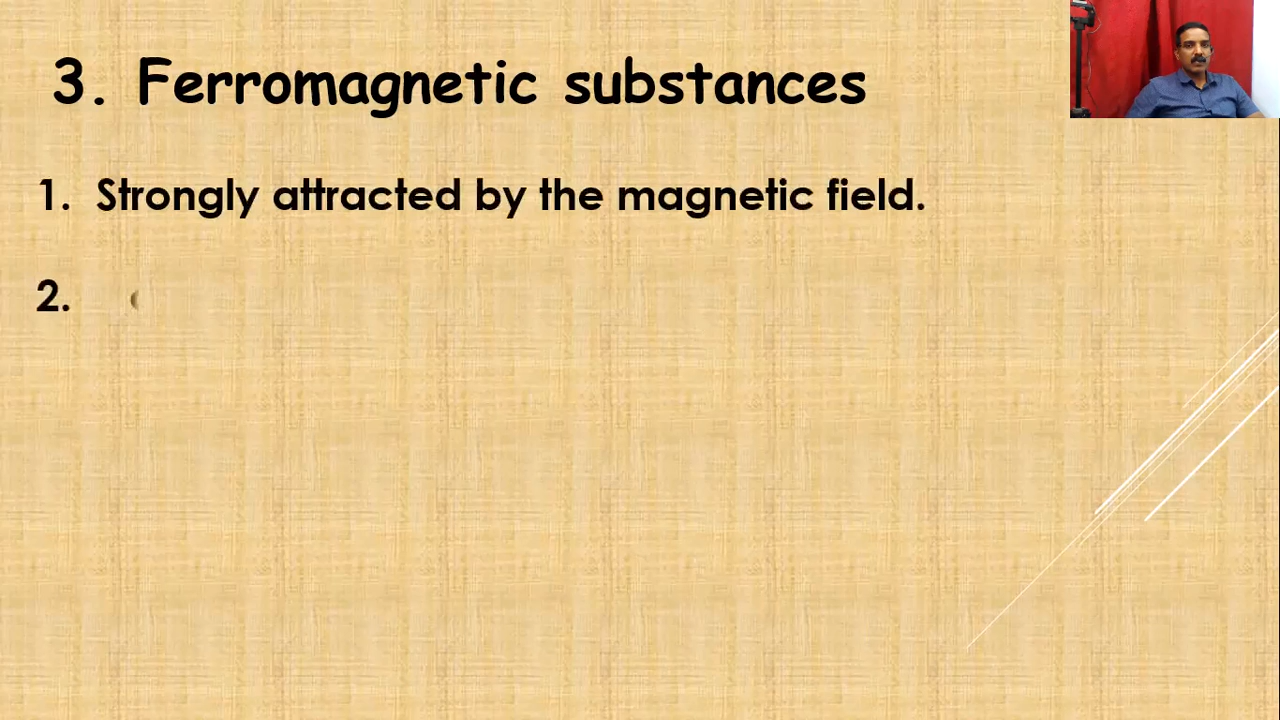 3. Ferromagnetic substances
1. Strongly attracted by the magnetic field.
2.